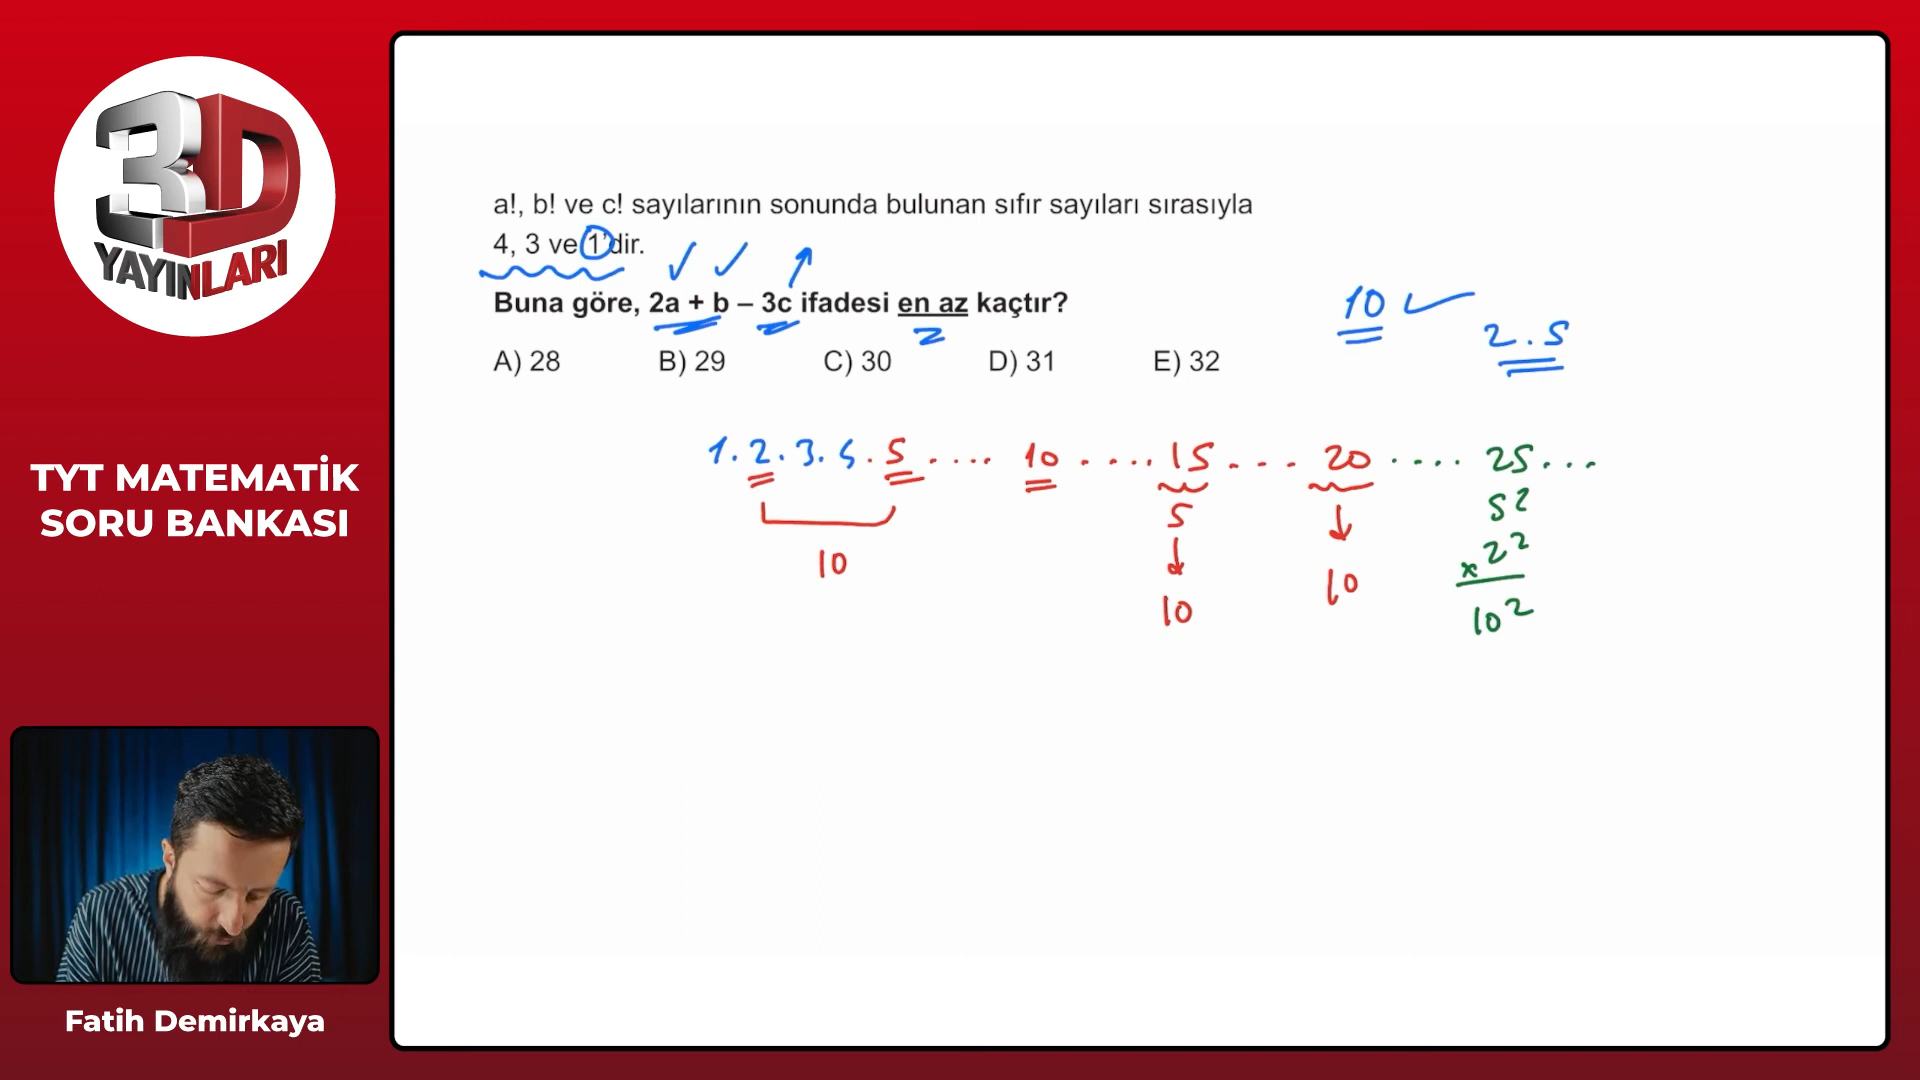 3D
YAYINLARI
TYT MATEMATİK
SORU BANKASI
Fatih Demirkaya
a!, b! ve c! sayılarının sonunda bulunan sıfır sayıları sırasıyla
4, 3 ve 1'dir.
Buna göre, 2a + b – 3c ifadesi en az kaçtır?
A) 28 B) 29 C) 30 D) 31 E) 32
10
2.5
1.2.3.4.5.... 10 .... 15 ... 20 .... 25...
5
10
10
10
5²
×2²
10²